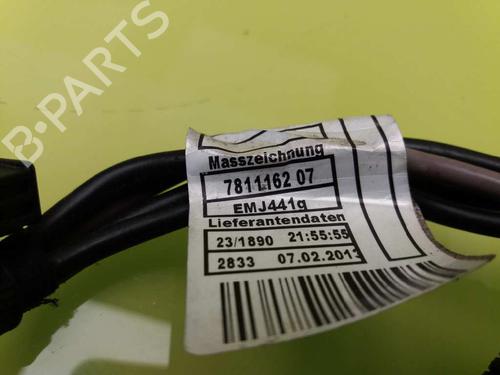 B-PARTS
Masszeichnung
7811162 07
EMJ441g
Lieferantendaten
23/1890 21:55:55
2833 07.02.2013